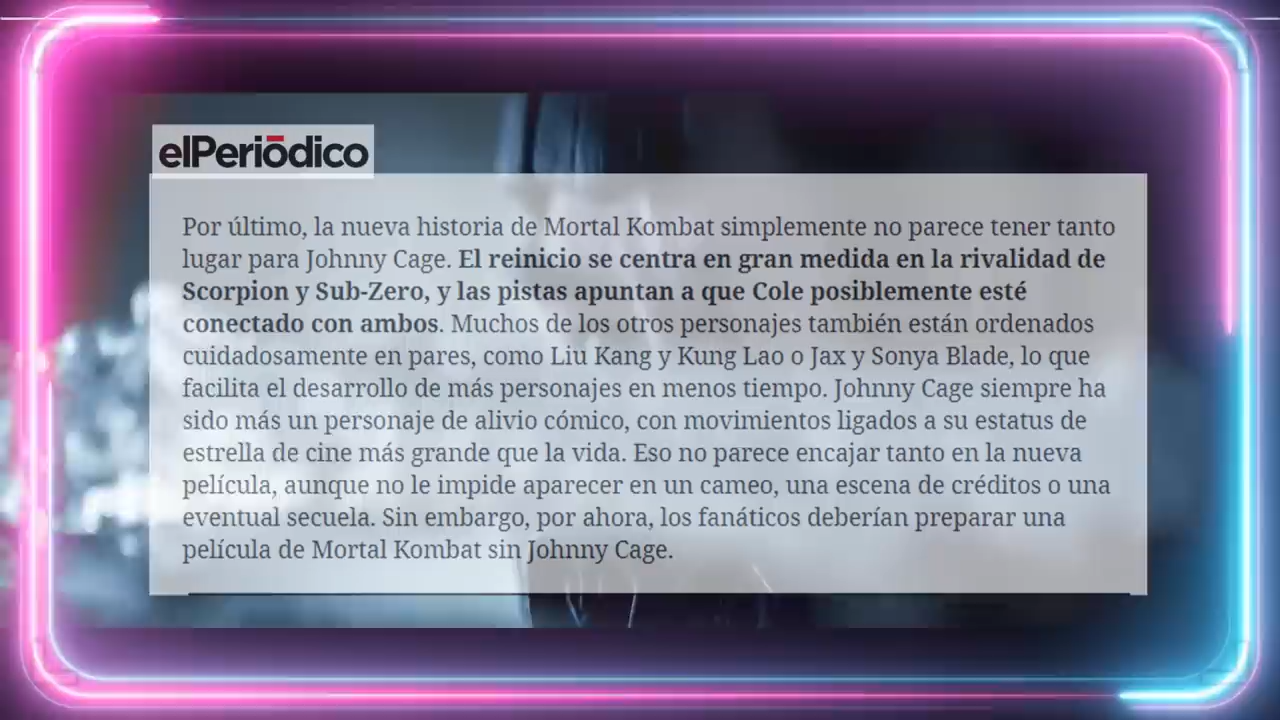 elPeriódico
Por último, la nueva historia de Mortal Kombat simplemente no parece tener tanto
lugar para Johnny Cage. El reinicio se centra en gran medida en la rivalidad de
Scorpion y Sub-Zero, y las pistas apuntan a que Cole posiblemente esté
conectado con ambos. Muchos de los otros personajes también están ordenados
cuidadosamente en pares, como Liu Kang y Kung Lao o Jax y Sonya Blade, lo que
facilita el desarrollo de más personajes en menos tiempo. Johnny Cage siempre ha
sido más un personaje de alivio cómico, con movimientos ligados a su estatus de
estrella de cine más grande que la vida. Eso no parece encajar tanto en la nueva
película, aunque no le impide aparecer en un cameo, una escena de créditos o una
eventual secuela. Sin embargo, por ahora, los fanáticos deberían preparar una
película de Mortal Kombat sin Johnny Cage.